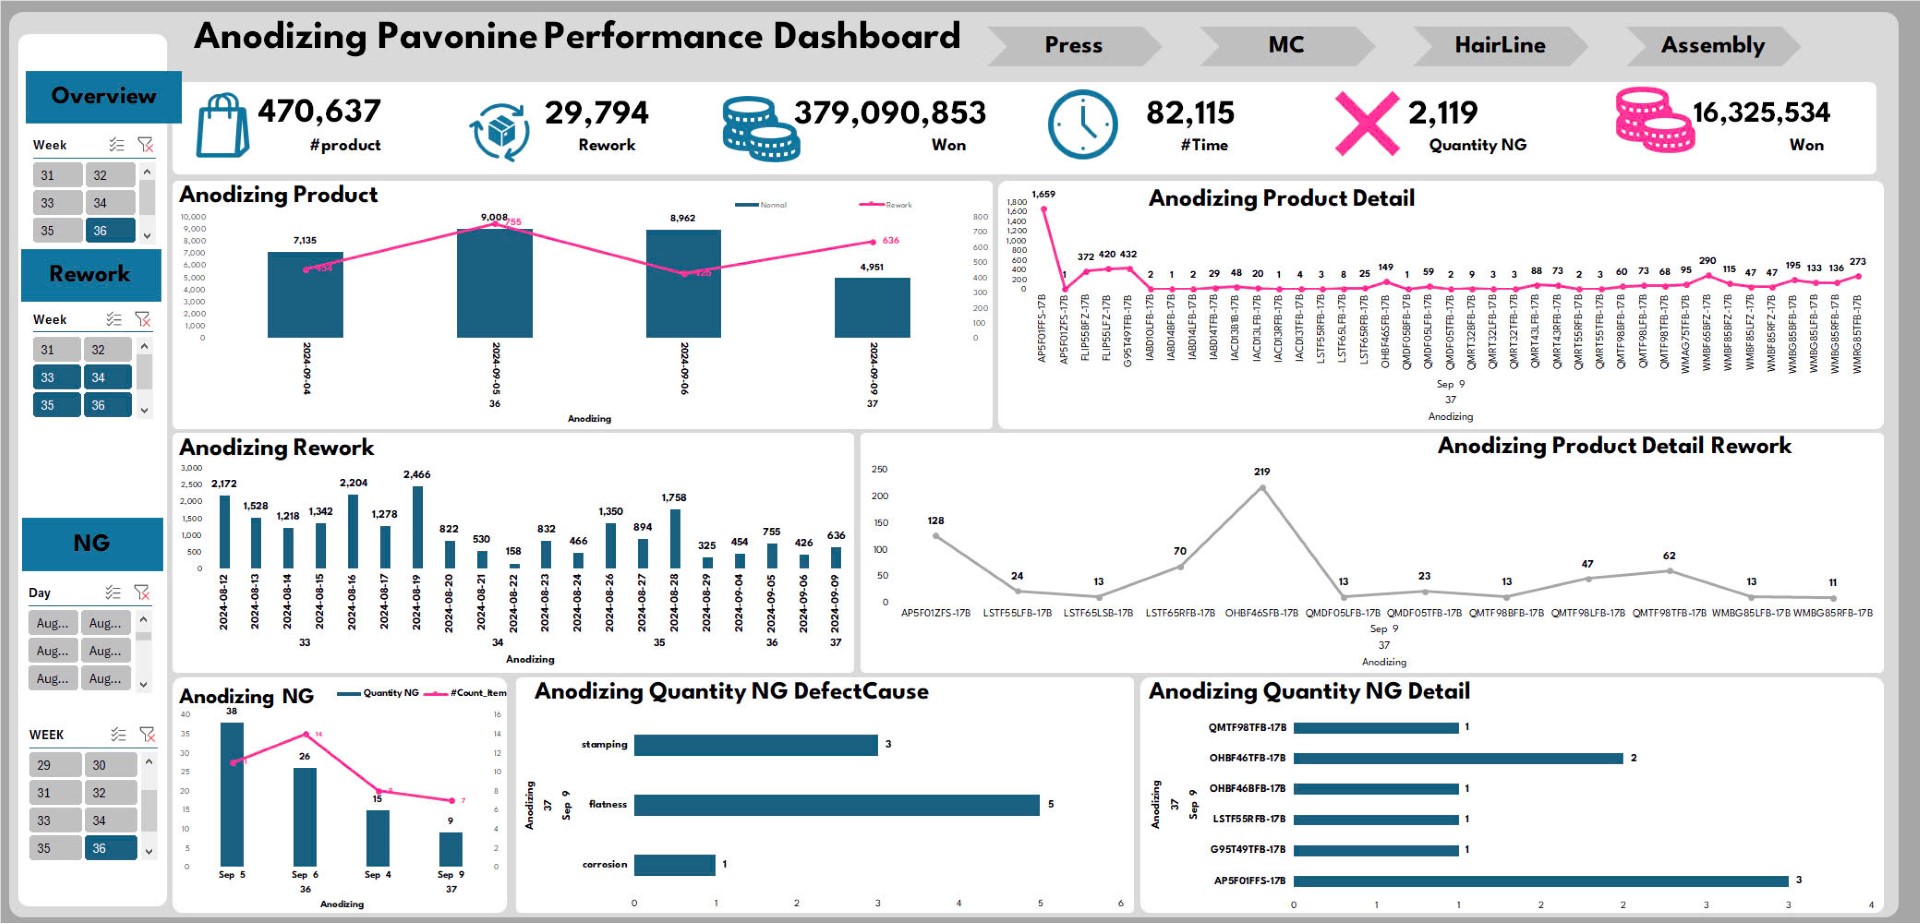 Anodizing Pavonine Performance Dashboard
Press
MC
HairLine
Assembly
Overview
Week
31 32
33 34
35 36
Rework
Week
31 32
33 34
35 36
NG
Day
Aug... Aug...
Aug... Aug...
Aug... Aug...
WEEK
29 30
31 32
33 34
35 36
470,637
#product
29,794
Rework
379,090,853
Won
82,115
#Time
2,119
Quantity NG
16,325,534
Won
Anodizing Product
Normal
Rework
10,000
9,000
8,000
7,000
6,000
5,000
4,000
3,000
2,000
1,000
0
800
700
600
500
400
300
200
100
0
7,135
9,008
8,962
4,951
454
755
426
636
2024-09-04
2024-09-05
2024-09-06
2024-09-09
36
37
Anodizing
Anodizing Product Detail
1,800
1,600
1,400
1,200
1,000
800
600
400
200
0
1,659 1 372 420 432 2 1 2 29 48 20 1 4 3 8 25 149 1 59 2 9 3 3 88 73 2 3 60 73 68 95 290 115 47 47 195 133 136 273
AP5F01FFS-17B
AP5F01ZFS-17B
FLIP55BFZ-17B
FLIP55LFZ-17B
G95T49TFB-17B
IABD10LFB-17B
IABD14BFB-17B
IABD14LFB-17B
IABD14TFB-17B
IACD13BFB-17B
IACD13LFB-17B
IACD13RFB-17B
IACD13TFB-17B
LSTF55RFB-17B
LSTF65LFB-17B
LSTF65RFB-17B
OHBF46SFB-17B
QMDF05BFB-17B
QMDF05LFB-17B
QMDF05TFB-17B
QMRT32BFB-17B
QMRT32LFB-17B
QMRT32TFB-17B
QMRT43LFB-17B
QMRT43RFB-17B
QMRT55RFB-17B
QMRT55TFB-17B
QMTF98BFB-17B
QMTF98LFB-17B
QMTF98TFB-17B
WMAG75TFB-17B
WMBF65BFZ-17B
WMBF85BFZ-17B
WMBF85LFZ-17B
WMBF85RFZ-17B
WMBG85BFB-17B
WMBG85LFB-17B
WMBG85RFB-17B
WMRG85TFB-17B
Sep 9
37
Anodizing
Anodizing Rework
3,000
2,500
2,000
1,500
1,000
500
0
2,172 1,528 1,218 1,342 2,204 1,278 2,466 822 530 158 832 466 1,350 894 1,758 325 454 755 426 636
2024-08-12
2024-08-13
2024-08-14
2024-08-15
2024-08-16
2024-08-17
2024-08-19
2024-08-20
2024-08-21
2024-08-22
2024-08-23
2024-08-24
2024-08-26
2024-08-27
2024-08-28
2024-08-29
2024-09-04
2024-09-05
2024-09-06
2024-09-09
33 34 35 36 37
Anodizing
Anodizing Product Detail Rework
250
200
150
100
50
0
128 24 13 70 219 13 23 13 47 62 13 11
AP5F01ZFS-17B LSTF55LFB-17B LSTF65LSB-17B LSTF65RFB-17B OHBF46SFB-17B QMDF05LFB-17B QMDF05TFB-17B QMTF98BFB-17B QMTF98LFB-17B QMTF98TFB-17B WMBG85LFB-17B WMBG85RFB-17B
Sep 9
37
Anodizing
Anodizing NG
Quantity NG
#Count_Item
40
35
30
25
20
15
10
5
0
16
14
12
10
8
6
4
2
0
38
26
15
9
14
7
Sep 5 Sep 6 Sep 4 Sep 9
36 37
Anodizing
Anodizing Quantity NG DefectCause
Anodizing
37
Sep 9
stamping 3
flatness 5
corrosion 1
0 1 2 3 4 5 6
Anodizing Quantity NG Detail
Anodizing
37
Sep 9
QMTF98TFB-17B 1
OHBF46TFB-17B 2
OHBF46BFB-17B 1
LSTF55RFB-17B 1
G95T49TFB-17B 1
AP5F01FFS-17B 3
0 1 1 2 2 3 3 4